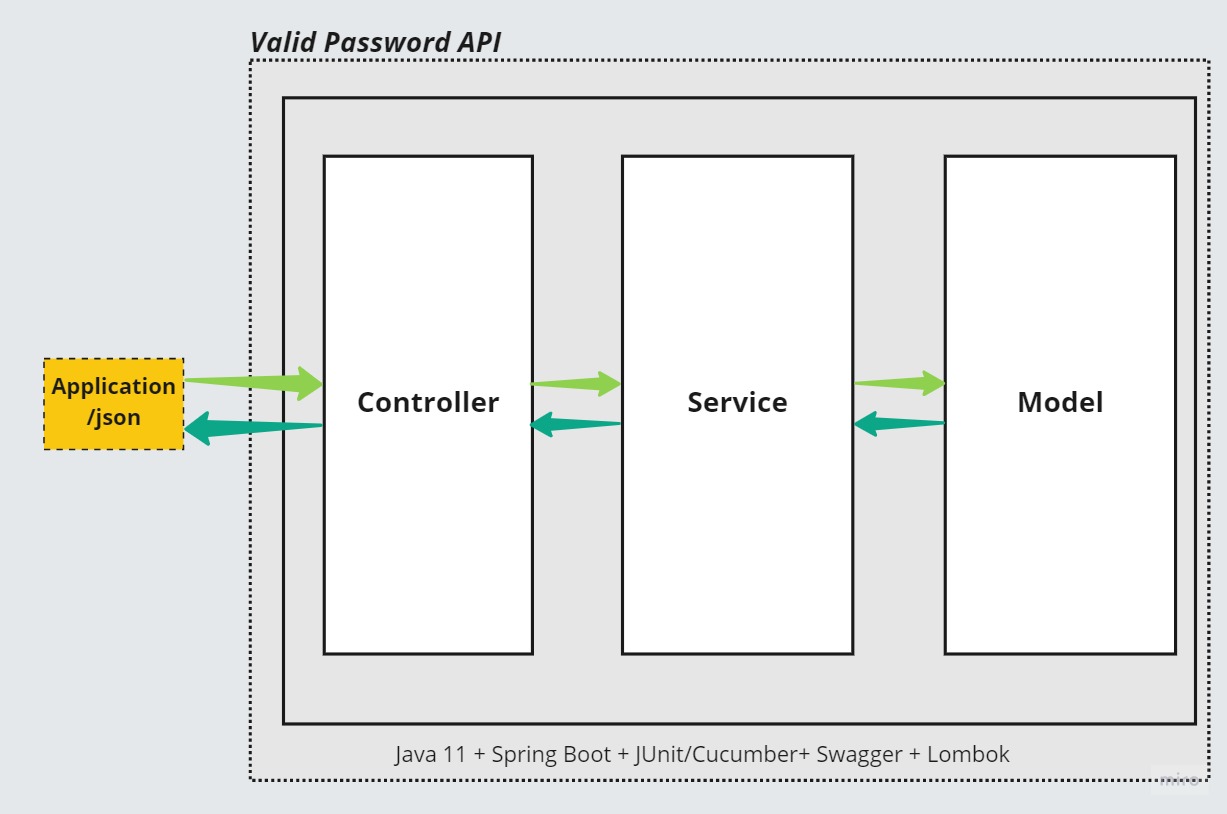 Valid Password API
Application
/json
Controller
Service
Model
Java 11 + Spring Boot + JUnit/Cucumber+ Swagger + Lombok
miro